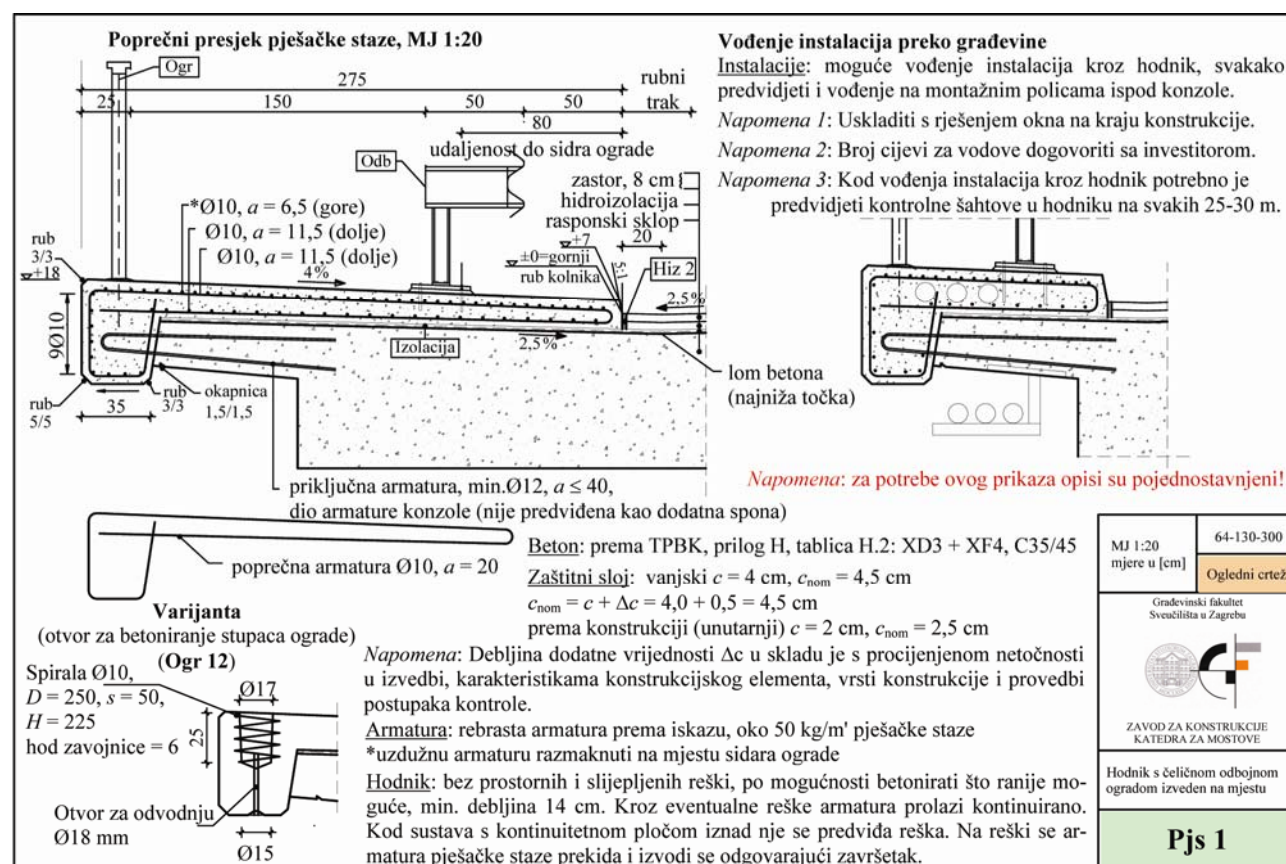 Poprečni presjek pješačke staze, MJ 1:20
Ogr
275
rubni
25
150
50
50
trak
80
udaljenost do sidra ograde
Odb
zastor, 8 cm
hidroizolacija
rasponski sklop
*Ø10, a = 6,5 (gore)
Ø10, a = 11,5 (dolje)
Ø10, a = 11,5 (dolje)
rub
3/3
+18
4%
+7
20
±0=gornji
rub kolnika
5:1
Hiz 2
2,5%
9Ø10
Izolacija
2,5%
lom betona
(najniža točka)
rub
5/5
35
rub
3/3
okapnica
1,5/1,5
priključna armatura, min.Ø12, a ≤ 40,
dio armature konzole (nije predviđena kao dodatna spona)
poprečna armatura Ø10, a = 20
Vođenje instalacija preko građevine
Instalacije: moguće vođenje instalacija kroz hodnik, svakako
predvidjeti i vođenje na montažnim policama ispod konzole.
Napomena 1: Uskladiti s rješenjem okna na kraju konstrukcije.
Napomena 2: Broj cijevi za vodove dogovoriti sa investitorom.
Napomena 3: Kod vođenja instalacija kroz hodnik potrebno je
predvidjeti kontrolne šahtove u hodniku na svakih 25-30 m.
Napomena: za potrebe ovog prikaza opisi su pojednostavnjeni!
Varijanta
(otvor za betoniranje stupaca ograde)
(Ogr 12)
Spirala Ø10,
D = 250, s = 50,
H = 225
hod zavojnice = 6
Ø17
25
Otvor za odvodnju
Ø18 mm
Ø15
Beton: prema TPBK, prilog H, tablica H.2: XD3 + XF4, C35/45
Zaštitni sloj: vanjski c = 4 cm, cnom = 4,5 cm
cnom = c + Δc = 4,0 + 0,5 = 4,5 cm
prema konstrukciji (unutarnji) c = 2 cm, cnom = 2,5 cm
Napomena: Debljina dodatne vrijednosti Δc u skladu je s procijenjenom netočnosti
u izvedbi, karakteristikama konstrukcijskog elementa, vrsti konstrukcije i provedbi
postupaka kontrole.
Armatura: rebrasta armatura prema iskazu, oko 50 kg/m' pješačke staze
*uzdužnu armaturu razmaknuti na mjestu sidara ograde
Hodnik: bez prostornih i slijepljenih reški, po mogućnosti betonirati što ranije mo-
guće, min. debljina 14 cm. Kroz eventualne reške armatura prolazi kontinuirano.
Kod sustava s kontinuitetnom pločom iznad nje se predviđa reška. Na reški se ar-
matura pješačke staze prekida i izvodi se odgovarajući završetak.
MJ 1:20
mjere u [cm]
64-130-300
Ogledni crtež
Građevinski fakultet
Sveučilišta u Zagrebu
ZAVOD ZA KONSTRUKCIJE
KATEDRA ZA MOSTOVE
Hodnik s čeličnom odbojnom
ogradom izveden na mjestu
Pjs 1